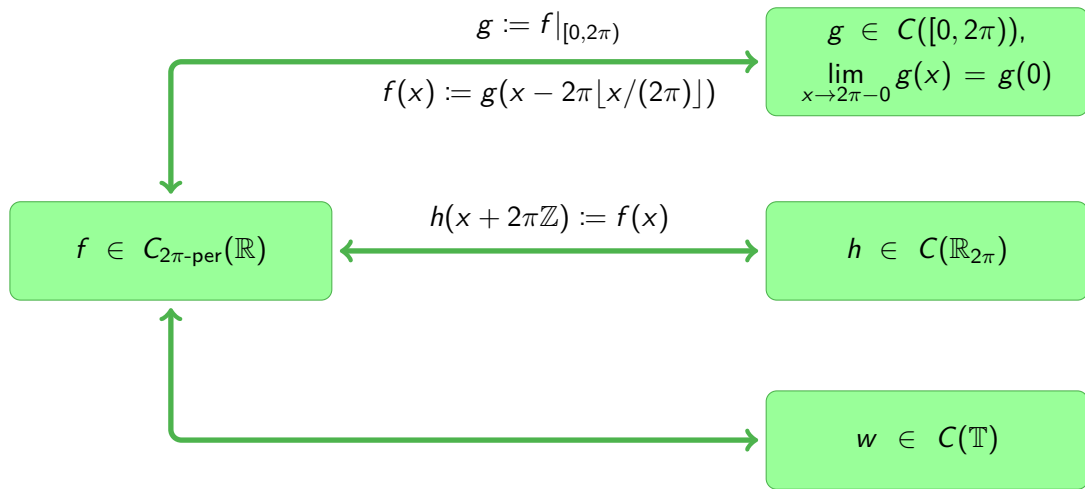 g := f|_{[0,2π)}
f(x) := g(x − 2π⌊x/(2π)⌋)
g ∈ C([0, 2π)),
lim_{x→2π−0} g(x) = g(0)
f ∈ C_{2π-per}(ℝ)
h(x + 2πℤ) := f(x)
h ∈ C(ℝ_{2π})
w ∈ C(𝕋)